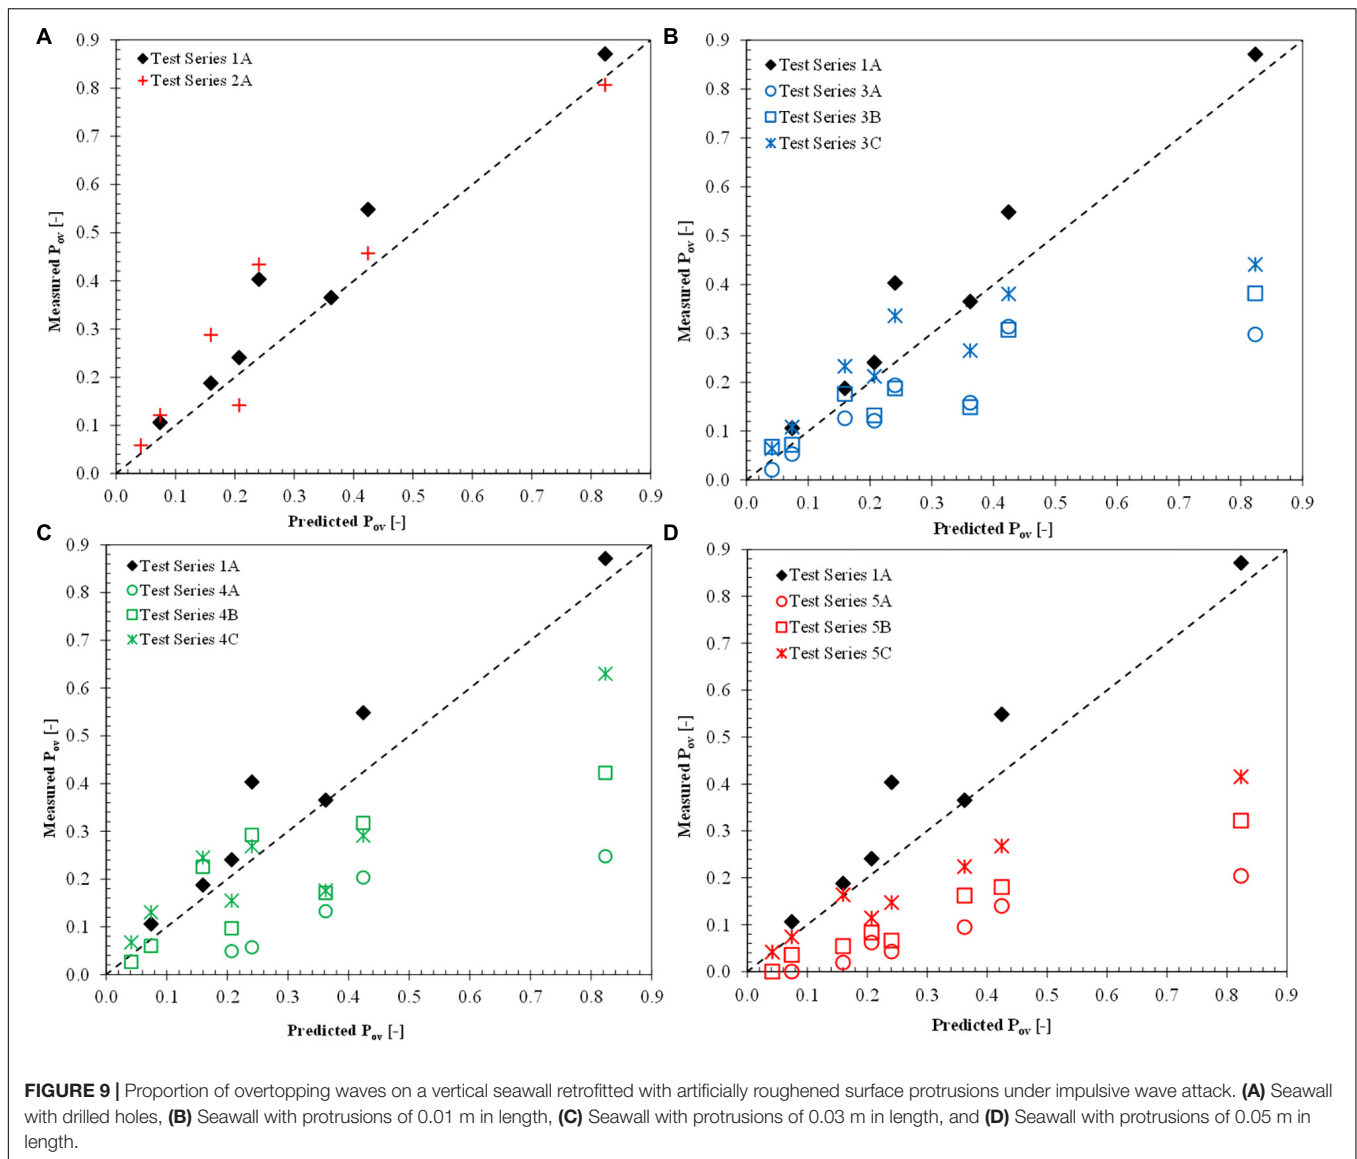 A
0.9
0.8
0.7
0.6
0.5
0.4
0.3
0.2
0.1
0.0
0.0 0.1 0.2 0.3 0.4 0.5 0.6 0.7 0.8 0.9
Measured Pov [-]
Predicted Pov [-]
Test Series 1A
Test Series 2A
B
0.9
0.8
0.7
0.6
0.5
0.4
0.3
0.2
0.1
0.0
0.0 0.1 0.2 0.3 0.4 0.5 0.6 0.7 0.8 0.9
Measured Pov [-]
Predicted Pov [-]
Test Series 1A
Test Series 3A
Test Series 3B
Test Series 3C
C
0.9
0.8
0.7
0.6
0.5
0.4
0.3
0.2
0.1
0.0
0.0 0.1 0.2 0.3 0.4 0.5 0.6 0.7 0.8 0.9
Measured Pov [-]
Predicted Pov [-]
Test Series 1A
Test Series 4A
Test Series 4B
Test Series 4C
D
0.9
0.8
0.7
0.6
0.5
0.4
0.3
0.2
0.1
0.0
0.0 0.1 0.2 0.3 0.4 0.5 0.6 0.7 0.8 0.9
Measured Pov [-]
Predicted Pov [-]
Test Series 1A
Test Series 5A
Test Series 5B
Test Series 5C
FIGURE 9 | Proportion of overtopping waves on a vertical seawall retrofitted with artificially roughened surface protrusions under impulsive wave attack. (A) Seawall
with drilled holes, (B) Seawall with protrusions of 0.01 m in length, (C) Seawall with protrusions of 0.03 m in length, and (D) Seawall with protrusions of 0.05 m in
length.